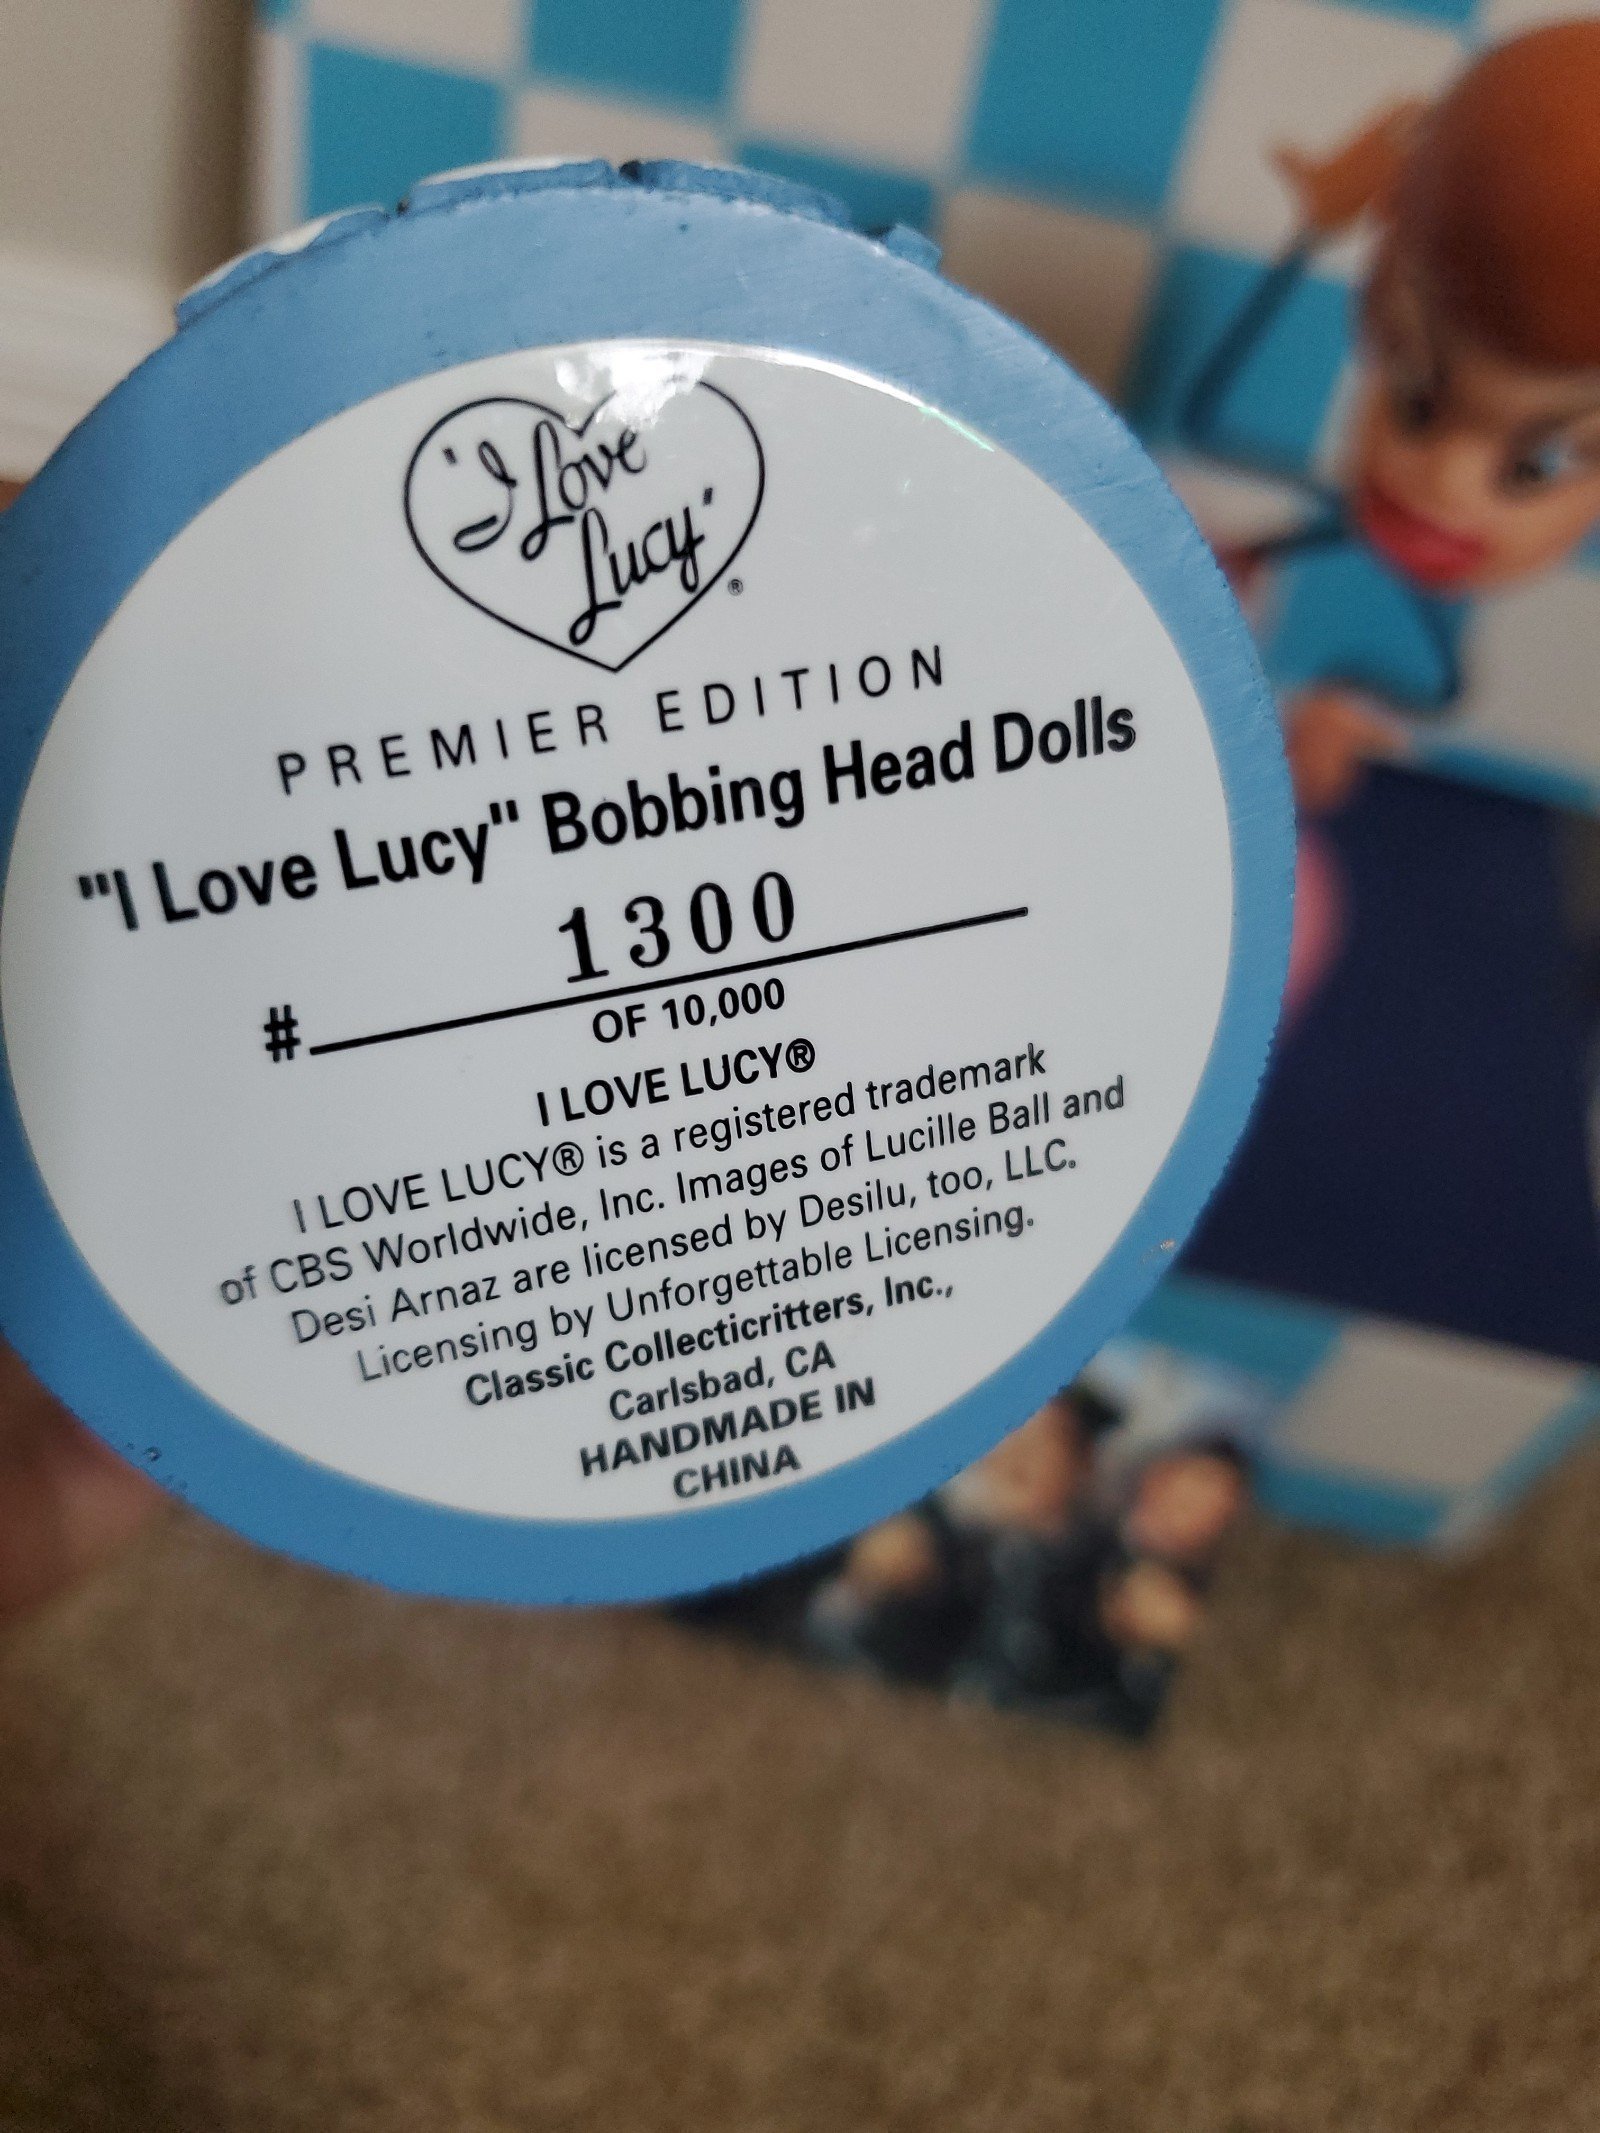 "I Love
Lucy"
®
PREMIER EDITION
"I Love Lucy" Bobbing Head Dolls
# 1300
OF 10,000
I LOVE LUCY®
I LOVE LUCY® is a registered trademark
of CBS Worldwide, Inc. Images of Lucille Ball and
Desi Arnaz are licensed by Desilu, too, LLC.
Licensing by Unforgettable Licensing.
Classic Collecticritters, Inc.,
Carlsbad, CA
HANDMADE IN
CHINA